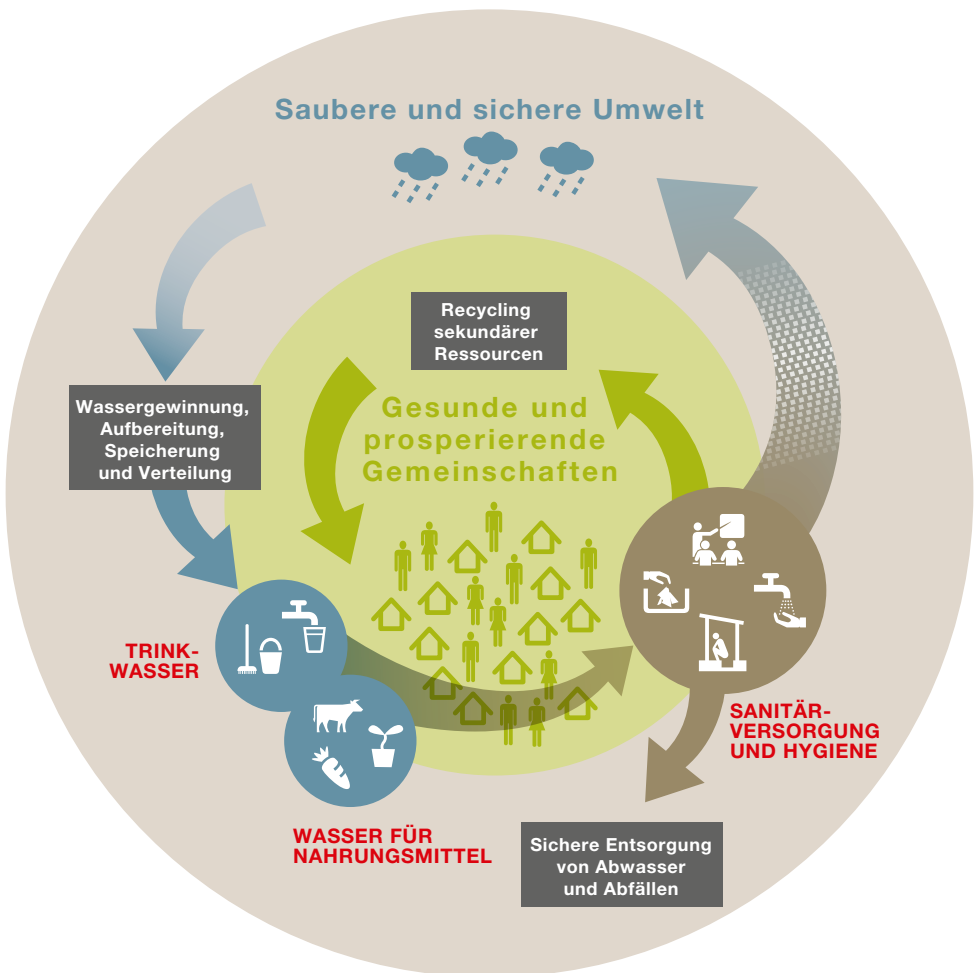 Saubere und sichere Umwelt
Recycling
sekundärer
Ressourcen
Wassergewinnung,
Aufbereitung,
Speicherung
und Verteilung
Gesunde und
prosperierende
Gemeinschaften
TRINK-
WASSER
SANITÄR-
VERSORGUNG
UND HYGIENE
WASSER FÜR
NAHRUNGSMITTEL
Sichere Entsorgung
von Abwasser
und Abfällen